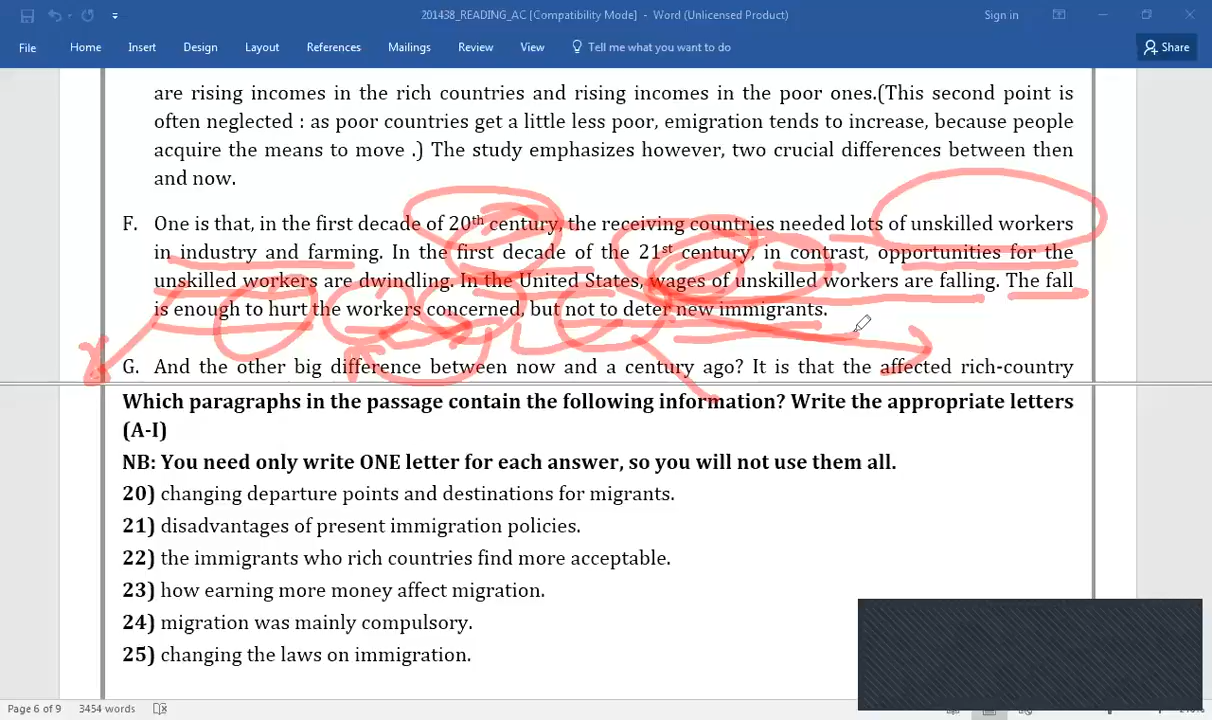 201438_READING_AC [Compatibility Mode] - Word (Unlicensed Product)
Sign in
File Home Insert Design Layout References Mailings Review View Tell me what you want to do Share
are rising incomes in the rich countries and rising incomes in the poor ones.(This second point is
often neglected : as poor countries get a little less poor, emigration tends to increase, because people
acquire the means to move .) The study emphasizes however, two crucial differences between then
and now.
F. One is that, in the first decade of 20th century, the receiving countries needed lots of unskilled workers
in industry and farming. In the first decade of the 21st century, in contrast, opportunities for the
unskilled workers are dwindling. In the United States, wages of unskilled workers are falling. The fall
is enough to hurt the workers concerned, but not to deter new immigrants.
G. And the other big difference between now and a century ago? It is that the affected rich-country
Which paragraphs in the passage contain the following information? Write the appropriate letters
(A-I)
NB: You need only write ONE letter for each answer, so you will not use them all.
20) changing departure points and destinations for migrants.
21) disadvantages of present immigration policies.
22) the immigrants who rich countries find more acceptable.
23) how earning more money affect migration.
24) migration was mainly compulsory.
25) changing the laws on immigration.
Page 6 of 9 3454 words